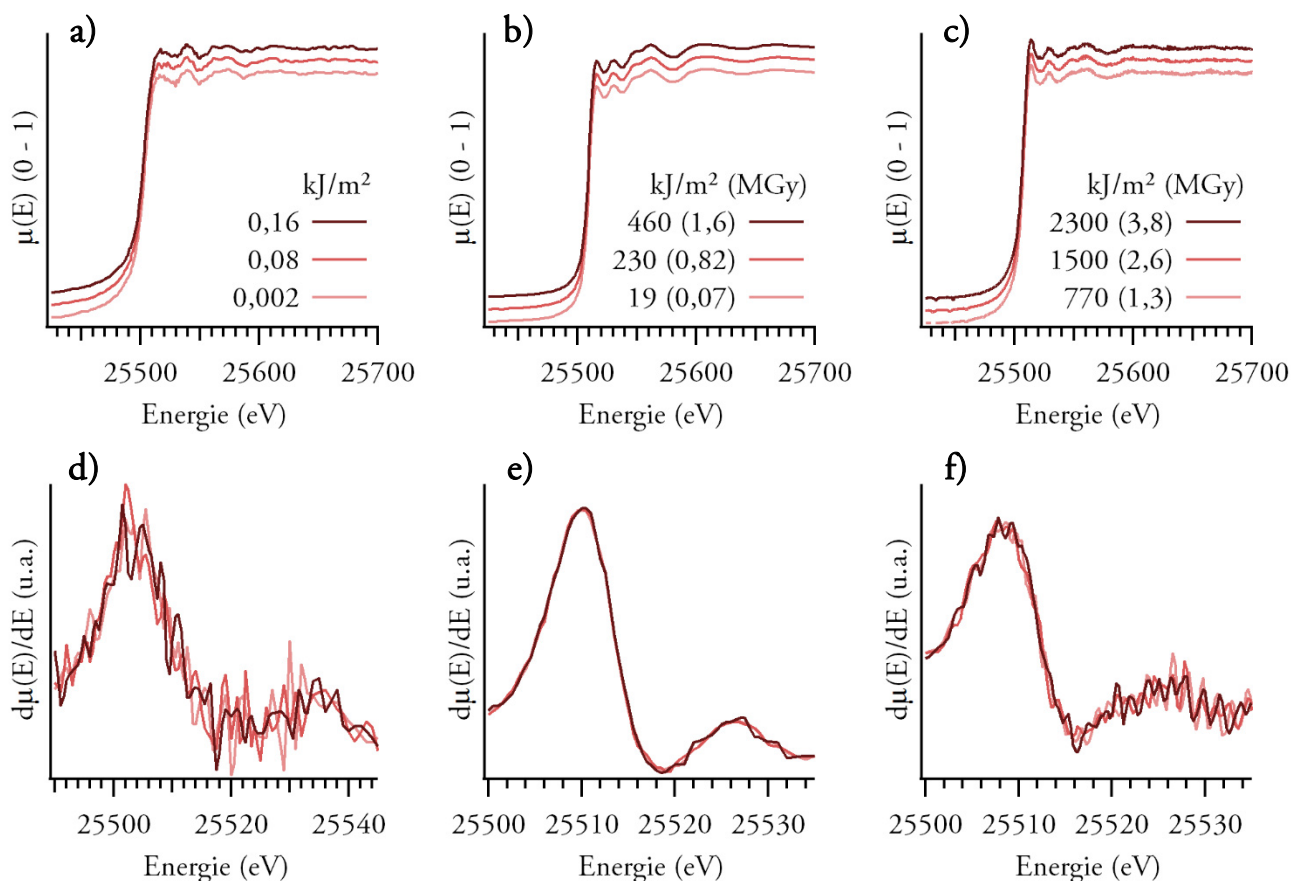 a)
μ(E) (0 - 1)
kJ/m²
0,16
0,08
0,002
25500
25600
25700
Energie (eV)
b)
μ(E) (0 - 1)
kJ/m² (MGy)
460 (1,6)
230 (0,82)
19 (0,07)
25500
25600
25700
Energie (eV)
c)
μ(E) (0 - 1)
kJ/m² (MGy)
2300 (3,8)
1500 (2,6)
770 (1,3)
25500
25600
25700
Energie (eV)
d)
dμ(E)/dE (u.a.)
25500
25520
25540
Energie (eV)
e)
dμ(E)/dE (u.a.)
25500
25510
25520
25530
Energie (eV)
f)
dμ(E)/dE (u.a.)
25500
25510
25520
25530
Energie (eV)